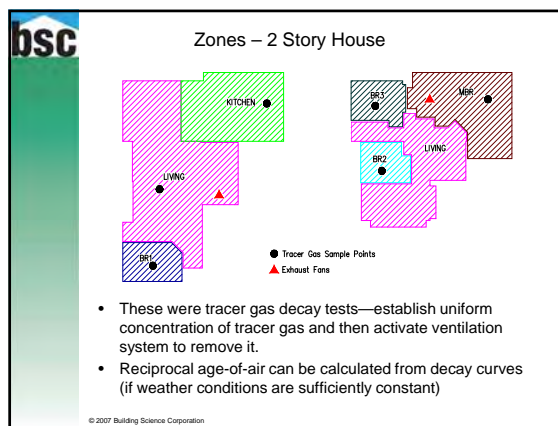 bsc
Zones – 2 Story House
KITCHEN
LIVING
BR1
BR3
MBR
LIVING
BR2
Tracer Gas Sample Points
Exhaust Fans
• These were tracer gas decay tests—establish uniform
concentration of tracer gas and then activate ventilation
system to remove it.
• Reciprocal age-of-air can be calculated from decay curves
(if weather conditions are sufficiently constant)
© 2007 Building Science Corporation